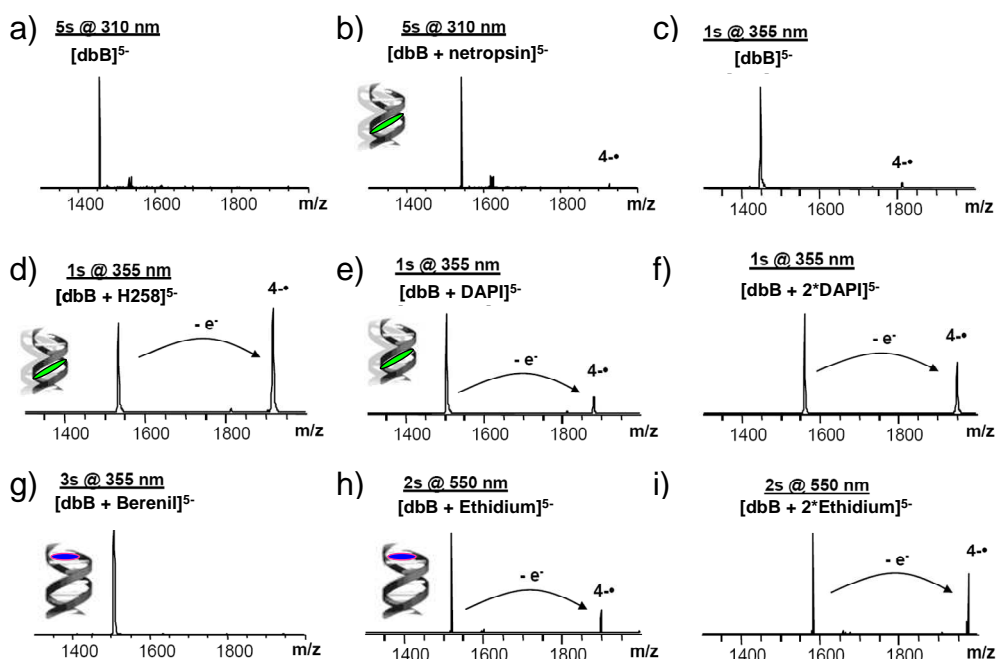 a) 5s @ 310 nm
[dbB]5-
1400 1600 1800 m/z
b) 5s @ 310 nm
[dbB + netropsin]5-
4-•
1400 1600 1800 m/z
c) 1s @ 355 nm
[dbB]5-
4-•
1400 1600 1800 m/z
d) 1s @ 355 nm
[dbB + H258]5-
4-•
- e-
1400 1600 1800 m/z
e) 1s @ 355 nm
[dbB + DAPI]5-
4-•
- e-
1400 1600 1800 m/z
f) 1s @ 355 nm
[dbB + 2*DAPI]5-
4-•
- e-
1400 1600 1800 m/z
g) 3s @ 355 nm
[dbB + Berenil]5-
1400 1600 1800 m/z
h) 2s @ 550 nm
[dbB + Ethidium]5-
4-•
- e-
1400 1600 1800 m/z
i) 2s @ 550 nm
[dbB + 2*Ethidium]5-
4-•
- e-
1400 1600 1800 m/z